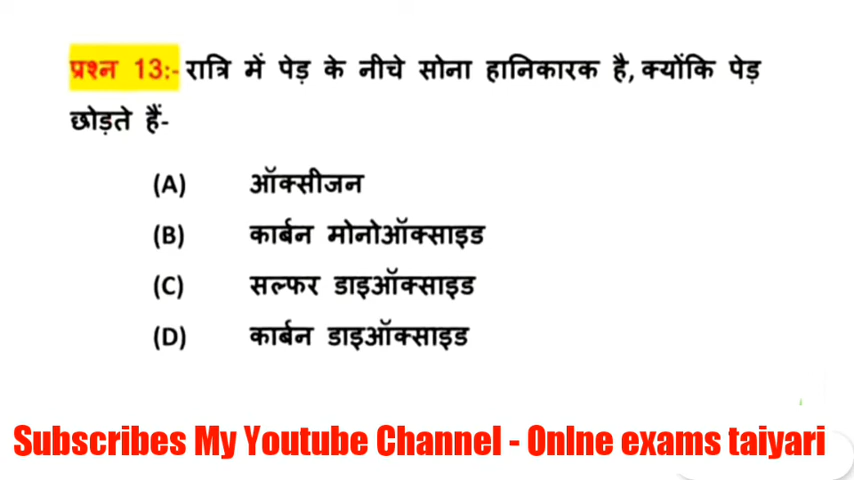 प्रश्न 13:- रात्रि में पेड़ के नीचे सोना हानिकारक है, क्योंकि पेड़
छोड़ते हैं-
(A) ऑक्सीजन
(B) कार्बन मोनोऑक्साइड
(C) सल्फर डाइऑक्साइड
(D) कार्बन डाइऑक्साइड
Subscribes My Youtube Channel - Onlne exams taiyari